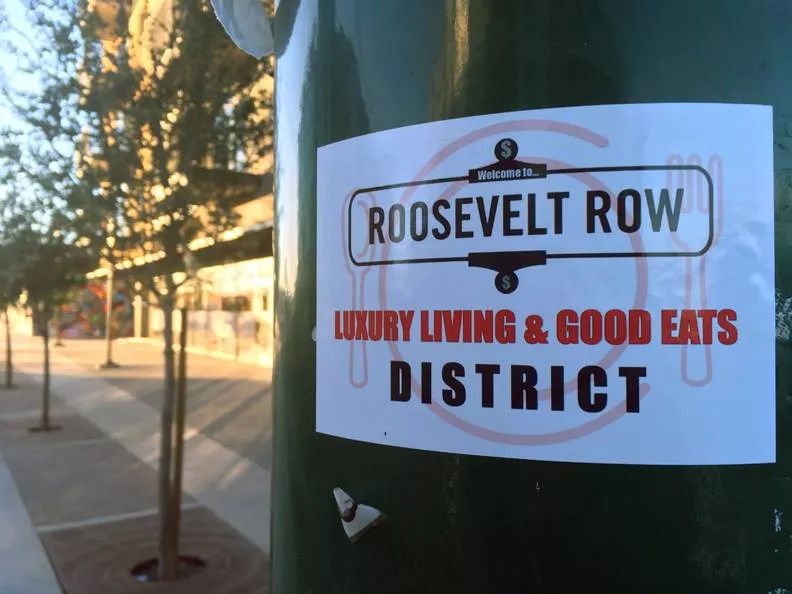 $
Welcome to...
ROOSEVELT ROW
$
LUXURY LIVING & GOOD EATS
DISTRICT